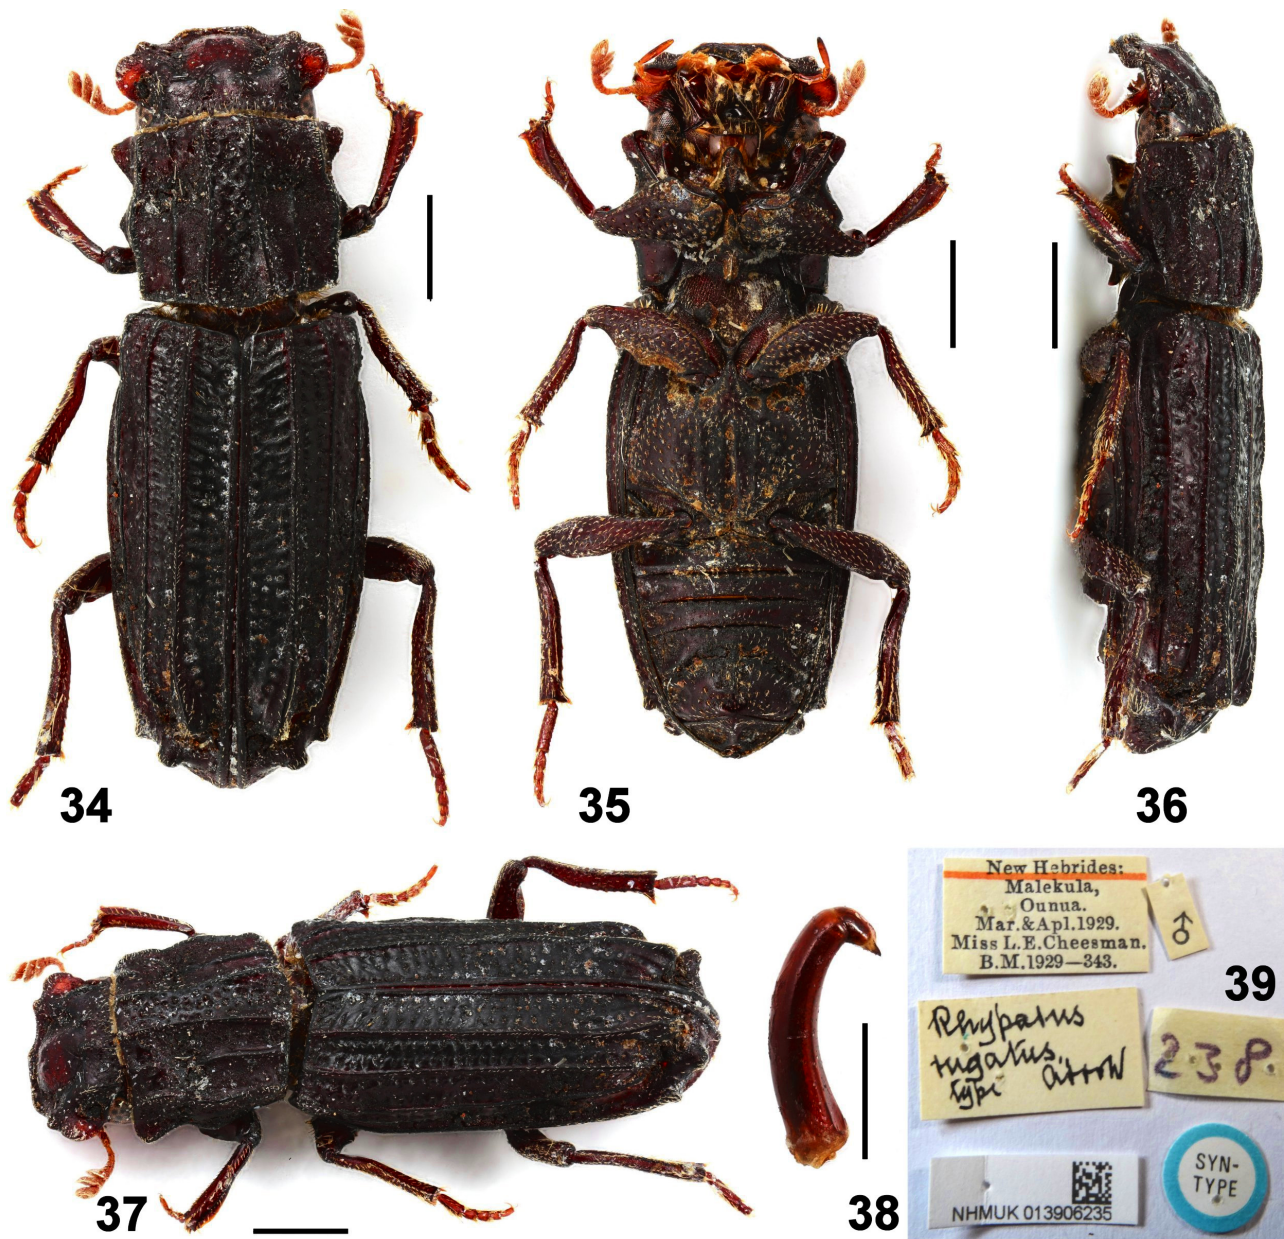 34
35
36
37
38
39
New Hebrides:
Malekula,
Ounua.
Mar.&Apl.1929.
Miss L.E.Cheesman.
B.M.1929—343.
♂
Rhyparus
rugatus.
type Arrow
238.
NHMUK 013906235
SYN-
TYPE